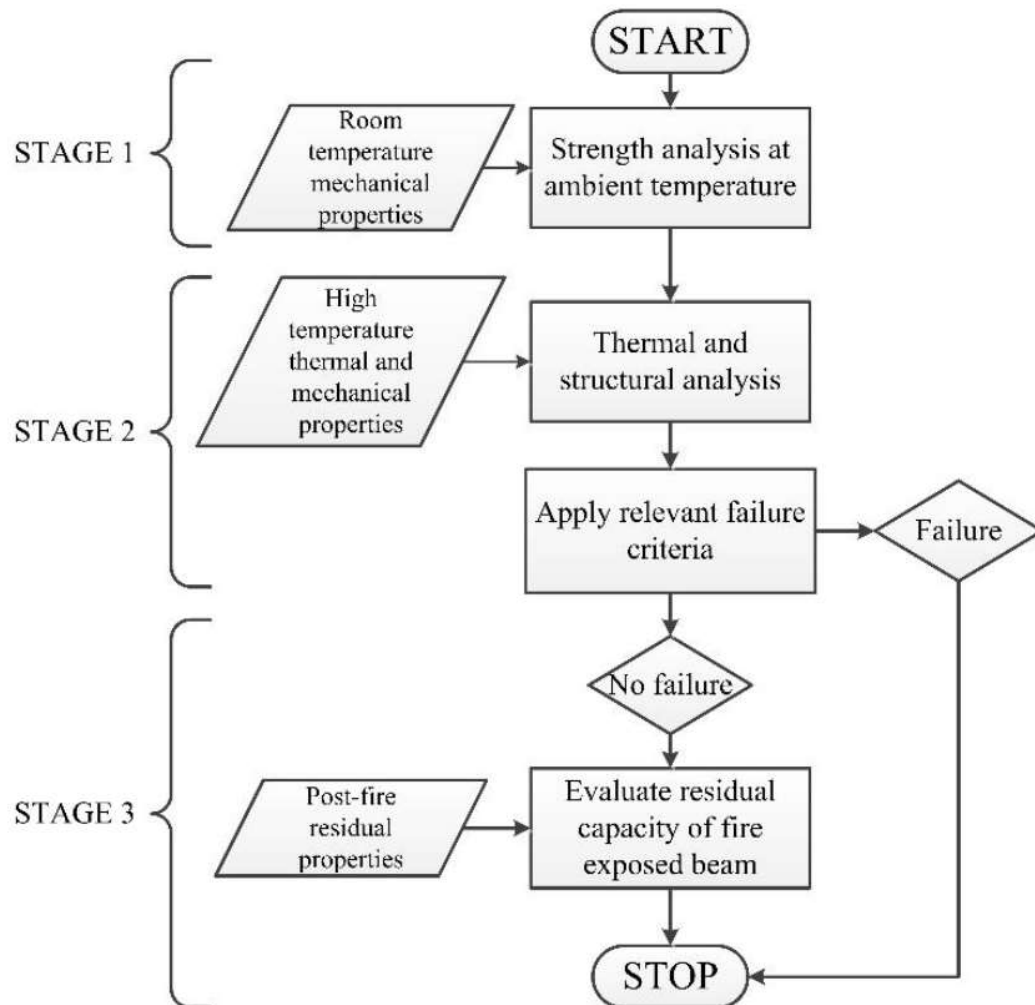 START
STAGE 1
Room
temperature
mechanical
properties
Strength analysis at
ambient temperature
STAGE 2
High
temperature
thermal and
mechanical
properties
Thermal and
structural analysis
Apply relevant failure
criteria
Failure
No failure
STAGE 3
Post-fire
residual
properties
Evaluate residual
capacity of fire
exposed beam
STOP